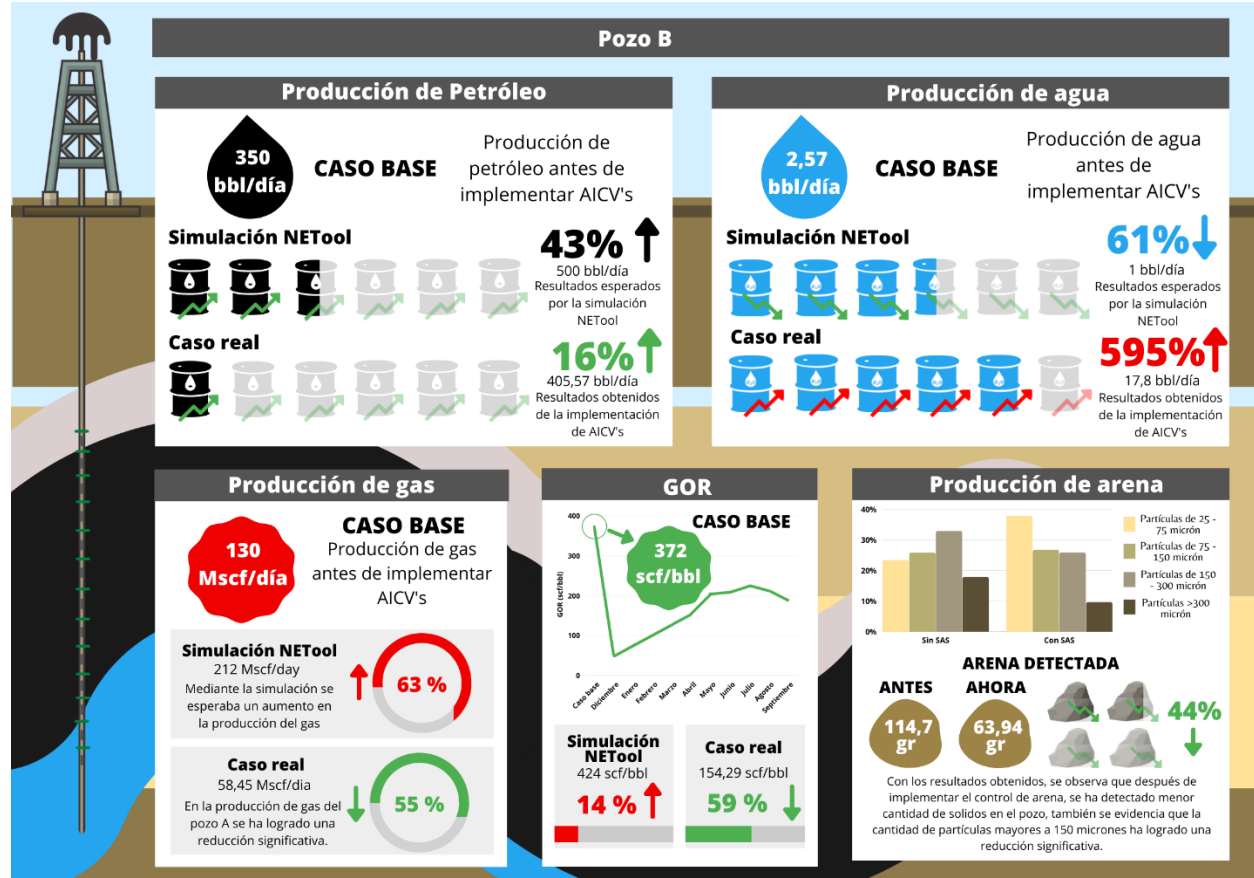 Pozo B
Producción de Petróleo
350
bbl/día
CASO BASE
Producción de
petróleo antes de
implementar AICV's
Simulación NETool
43%
500 bbl/día
Resultados esperados
por la simulación
NETool
Caso real
16%
405,57 bbl/día
Resultados obtenidos
de la implementación
de AICV's
Producción de agua
2,57
bbl/día
CASO BASE
Producción de agua
antes de
implementar AICV's
Simulación NETool
61%
1 bbl/día
Resultados esperados
por la simulación
NETool
Caso real
595%
17,8 bbl/día
Resultados obtenidos
de la implementación
de AICV's
Producción de gas
130
Mscf/día
CASO BASE
Producción de gas
antes de implementar
AICV's
Simulación NETool
212 Mscf/day
Mediante la simulación se
esperaba un aumento en
la producción del gas
63 %
Caso real
58,45 Mscf/dia
En la producción de gas del
pozo A se ha logrado una
reducción significativa.
55 %
GOR
CASO BASE
372
scf/bbl
GOR (scf/bbl)
400
300
200
100
0
Caso base
Diciembre
Enero
Febrero
Marzo
Abril
Mayo
Junio
Julio
Agosto
Septiembre
Simulación
NETool
424 scf/bbl
14 %
Caso real
154,29 scf/bbl
59 %
Producción de arena
40%
30%
20%
10%
0%
Sin SAS
Con SAS
Partículas de 25 -
75 micrón
Partículas de 75 -
150 micrón
Partículas de 150
- 300 micrón
Partículas >300
micrón
ARENA DETECTADA
ANTES
114,7
gr
AHORA
63,94
gr
44%
Con los resultados obtenidos, se observa que después de
implementar el control de arena, se ha detectado menor
cantidad de solidos en el pozo, también se evidencia que la
cantidad de partículas mayores a 150 micrones ha logrado una
reducción significativa.